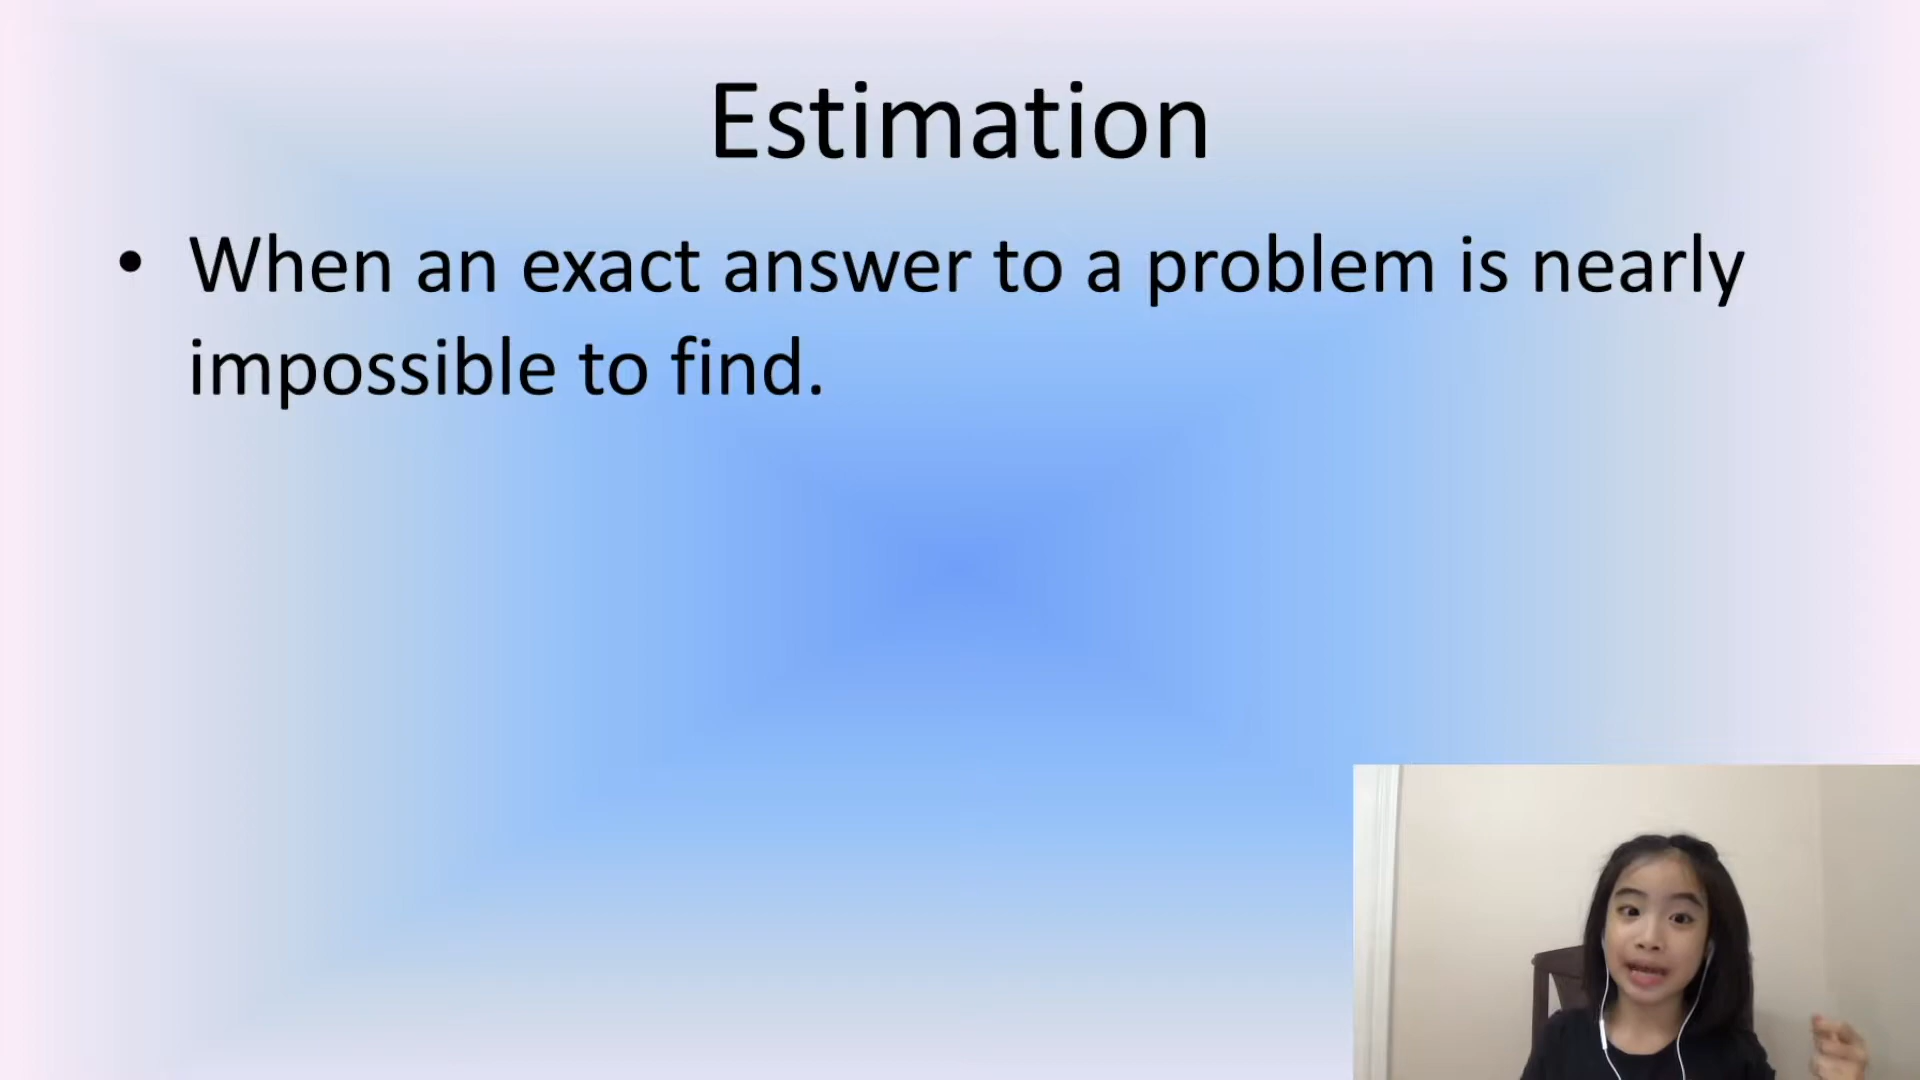 Estimation
• When an exact answer to a problem is nearly
impossible to find.